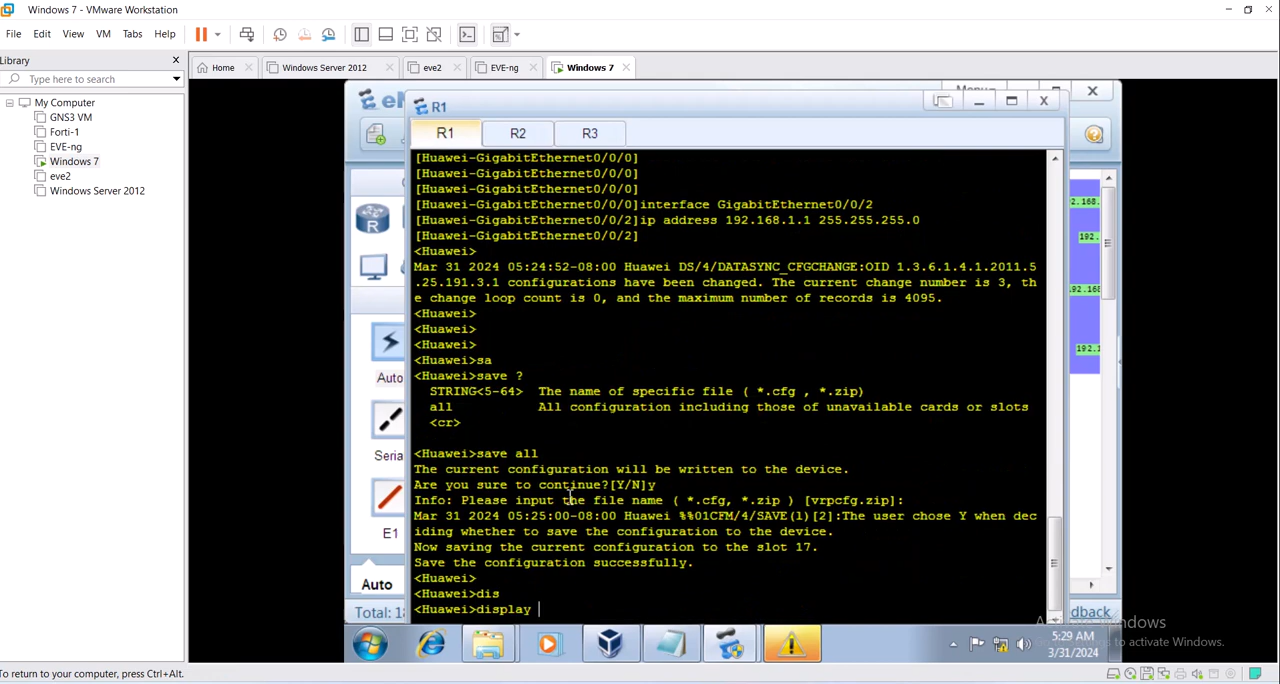 Windows 7 - VMware Workstation
File Edit View VM Tabs Help
Library
Type here to search
My Computer
GNS3 VM
Forti-1
EVE-ng
Windows 7
eve2
Windows Server 2012
Home
Windows Server 2012
eve2
EVE-ng
Windows 7
R1
R1 R2 R3
[Huawei-GigabitEthernet0/0/0]
[Huawei-GigabitEthernet0/0/0]
[Huawei-GigabitEthernet0/0/0]
[Huawei-GigabitEthernet0/0/0]interface GigabitEthernet0/0/2
[Huawei-GigabitEthernet0/0/2]ip address 192.168.1.1 255.255.255.0
[Huawei-GigabitEthernet0/0/2]
<Huawei>
Mar 31 2024 05:24:52-08:00 Huawei DS/4/DATASYNC_CFGCHANGE:OID 1.3.6.1.4.1.2011.5
.25.191.3.1 configurations have been changed. The current change number is 3, th
e change loop count is 0, and the maximum number of records is 4095.
<Huawei>
<Huawei>
<Huawei>
<Huawei>sa
<Huawei>save ?
STRING<5-64>  The name of specific file ( *.cfg , *.zip)
all           All configuration including those of unavailable cards or slots
<cr>
<Huawei>save all
The current configuration will be written to the device.
Are you sure to continue?[Y/N]y
Info: Please input the file name ( *.cfg, *.zip ) [vrpcfg.zip]:
Mar 31 2024 05:25:00-08:00 Huawei %%01CFM/4/SAVE(l)[2]:The user chose Y when dec
iding whether to save the configuration to the device.
Now saving the current configuration to the slot 17.
Save the configuration successfully.
<Huawei>
<Huawei>dis
<Huawei>display
Auto
Seria
E1
Auto
Total: 18
dback
192.168.
192.
192.168
192.1
Activate Windows
to activate Windows.
5:29 AM
3/31/2024
To return to your computer, press Ctrl+Alt.